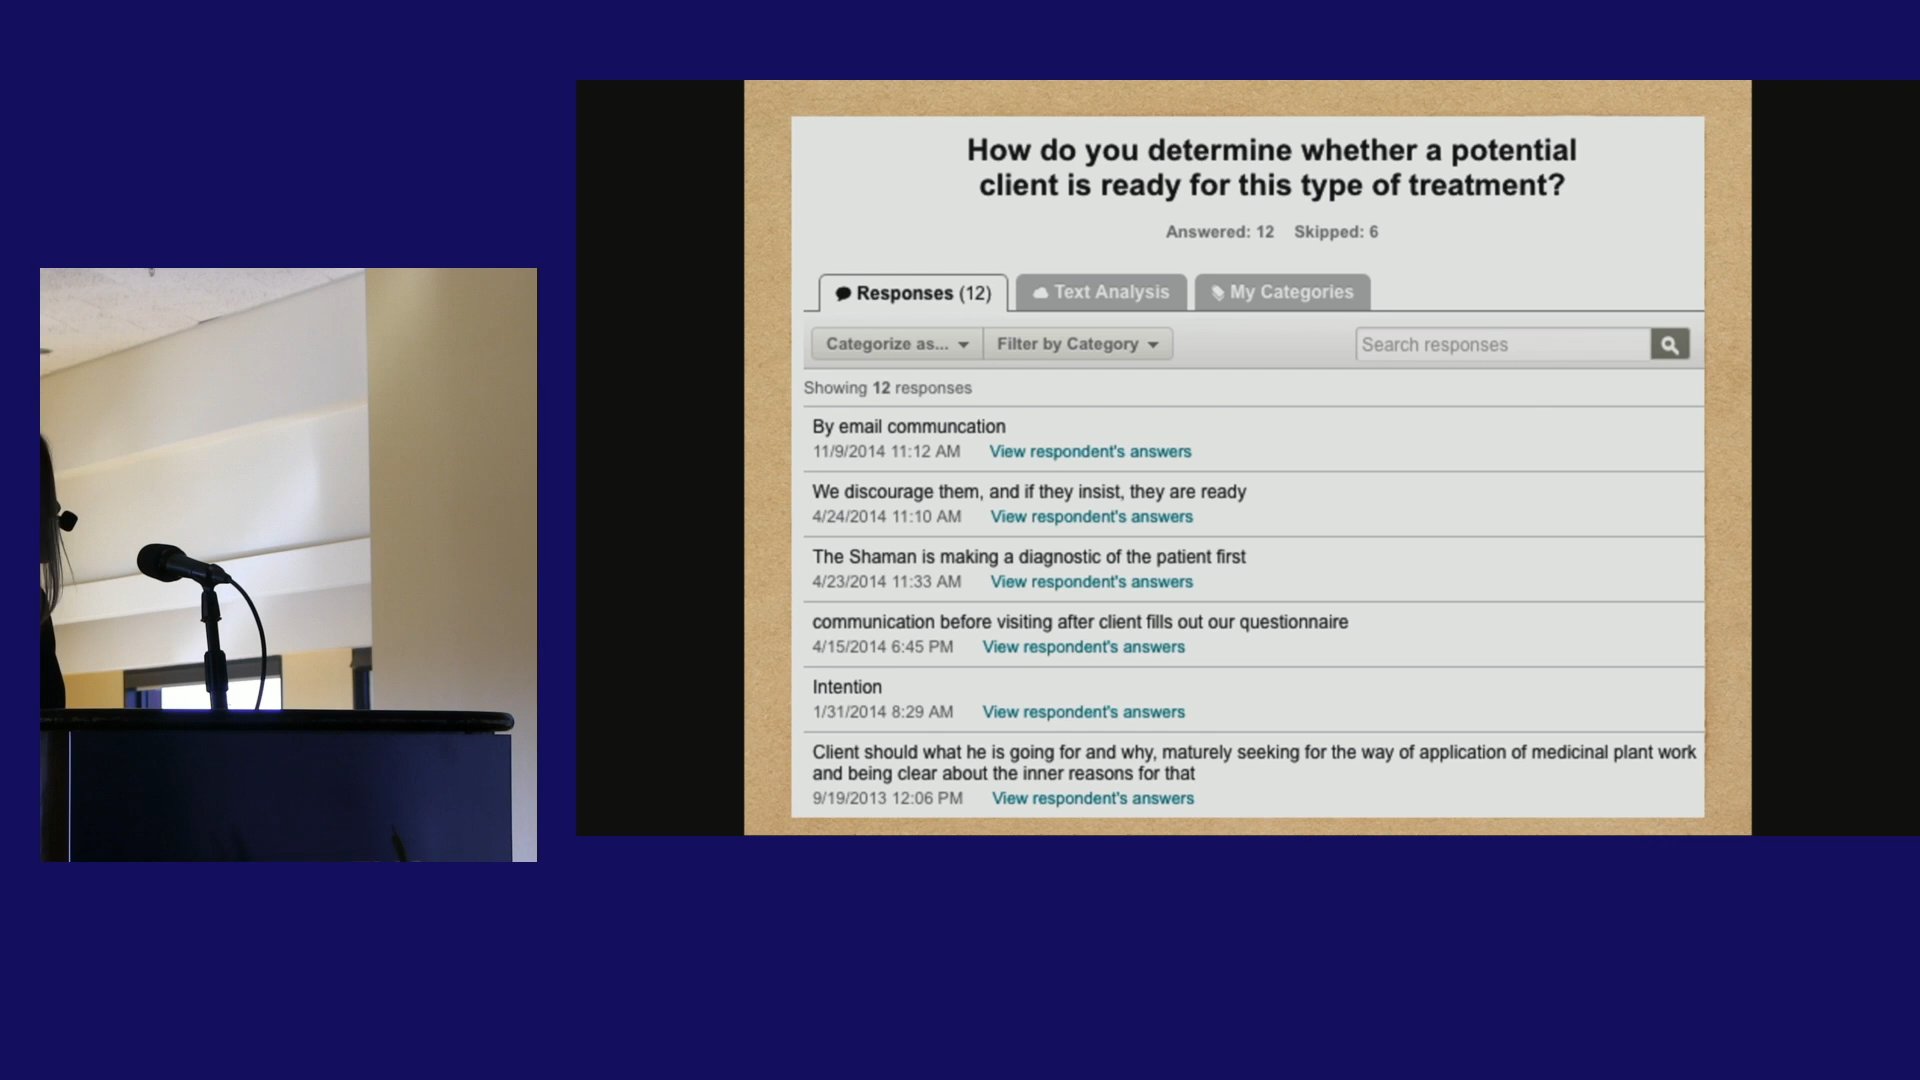 How do you determine whether a potential
client is ready for this type of treatment?
Answered: 12 Skipped: 6
Responses (12) Text Analysis My Categories
Categorize as... Filter by Category Search responses
Showing 12 responses
By email communcation
11/9/2014 11:12 AM View respondent's answers
We discourage them, and if they insist, they are ready
4/24/2014 11:10 AM View respondent's answers
The Shaman is making a diagnostic of the patient first
4/23/2014 11:33 AM View respondent's answers
communication before visiting after client fills out our questionnaire
4/15/2014 6:45 PM View respondent's answers
Intention
1/31/2014 8:29 AM View respondent's answers
Client should what he is going for and why, maturely seeking for the way of application of medicinal plant work
and being clear about the inner reasons for that
9/19/2013 12:06 PM View respondent's answers